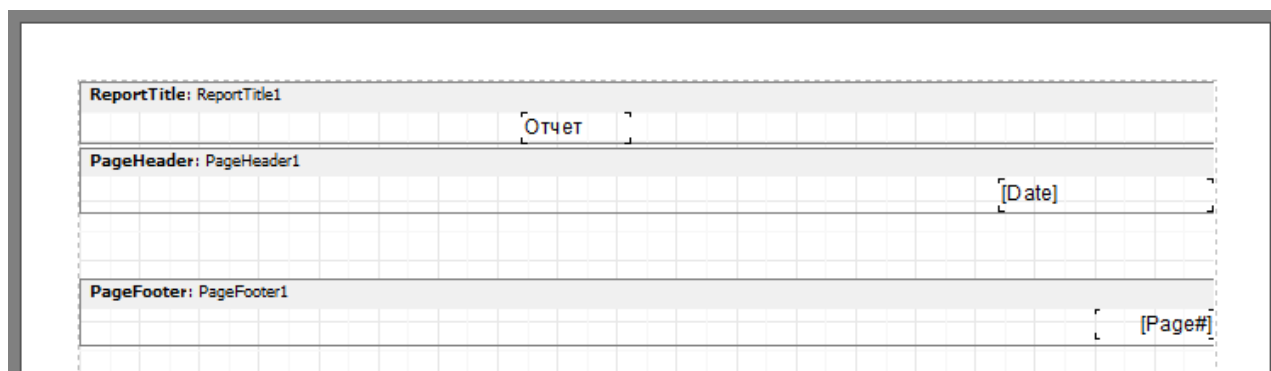 ReportTitle: ReportTitle1
Отчет
PageHeader: PageHeader1
[Date]
PageFooter: PageFooter1
[Page#]